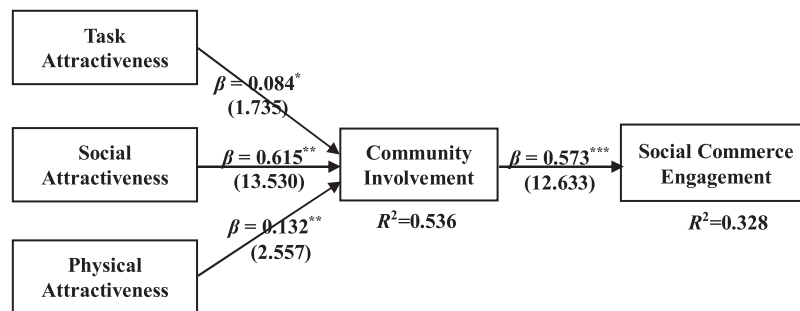 Task
Attractiveness
β = 0.084*
(1.735)
Social
Attractiveness
β = 0.615**
(13.530)
Community
Involvement
β = 0.573***
(12.633)
Social Commerce
Engagement
β = 0.132**
(2.557)
R²=0.536
R²=0.328
Physical
Attractiveness